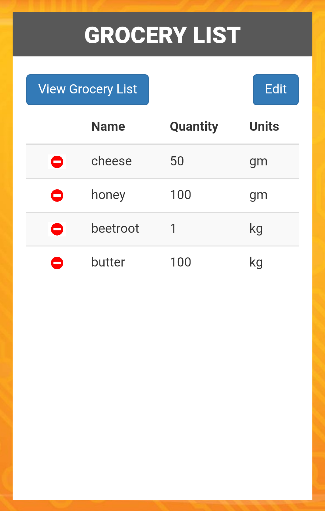 GROCERY LIST
View Grocery List Edit
Name Quantity Units
cheese 50 gm
honey 100 gm
beetroot 1 kg
butter 100 kg